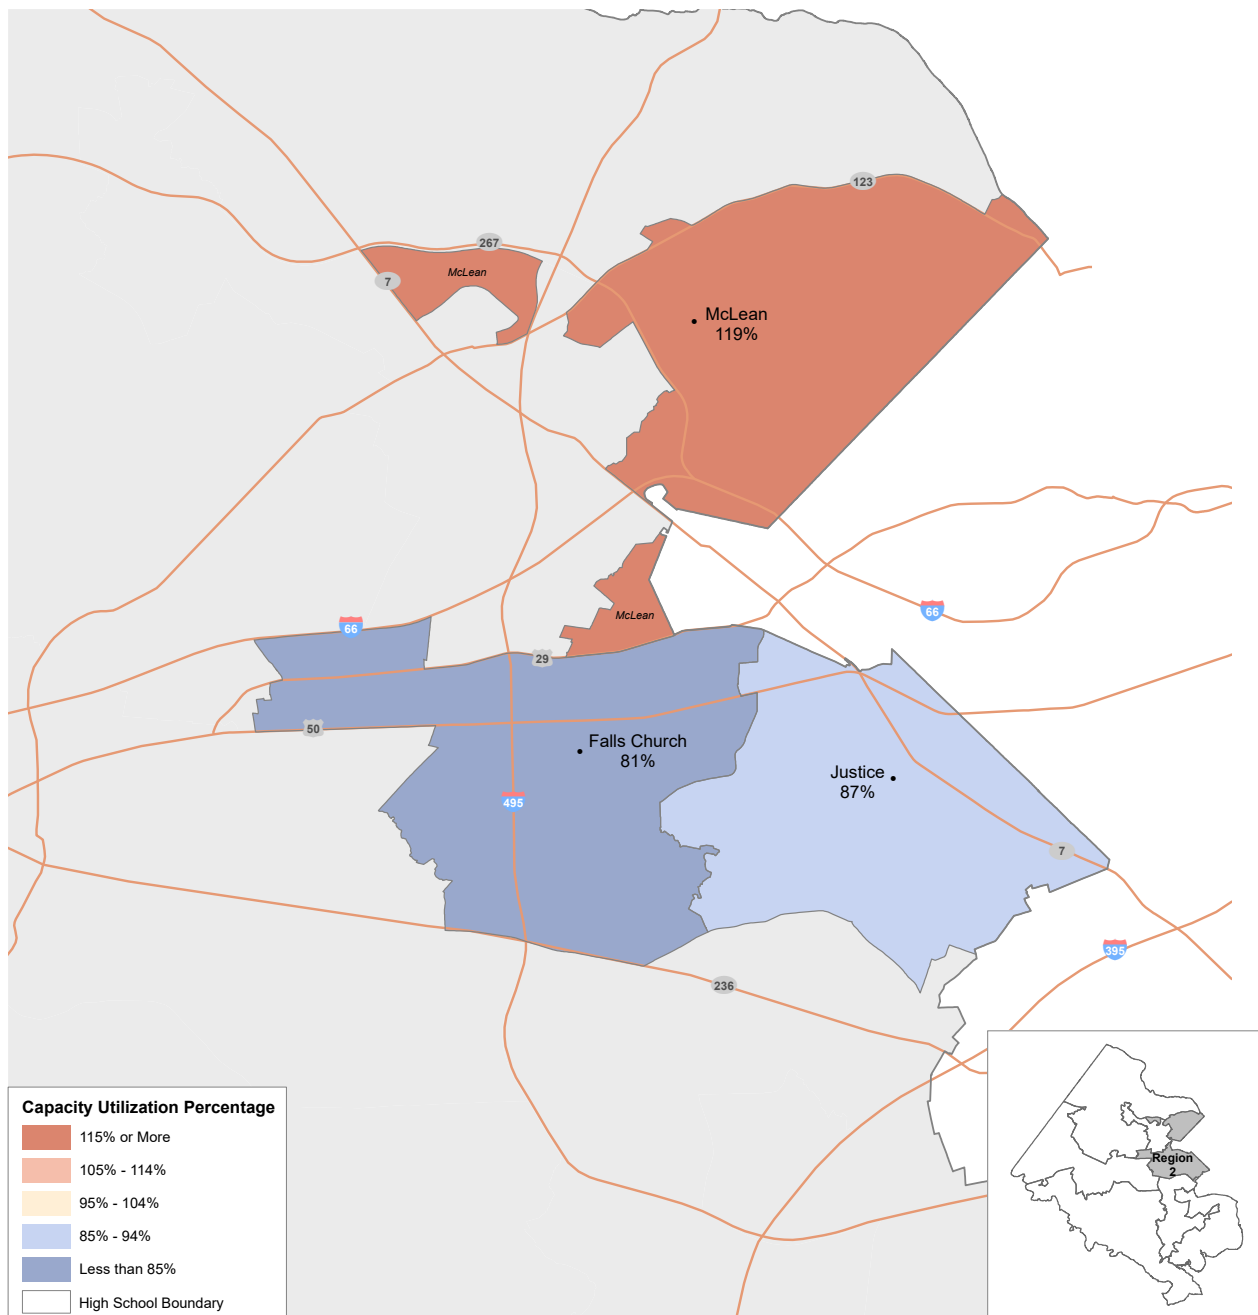 123
267
7
McLean
McLean
119%
66
McLean
66
29
50
Falls Church
81%
Justice
87%
495
7
395
236
Region
2
Capacity Utilization Percentage
115% or More
105% - 114%
95% - 104%
85% - 94%
Less than 85%
High School Boundary